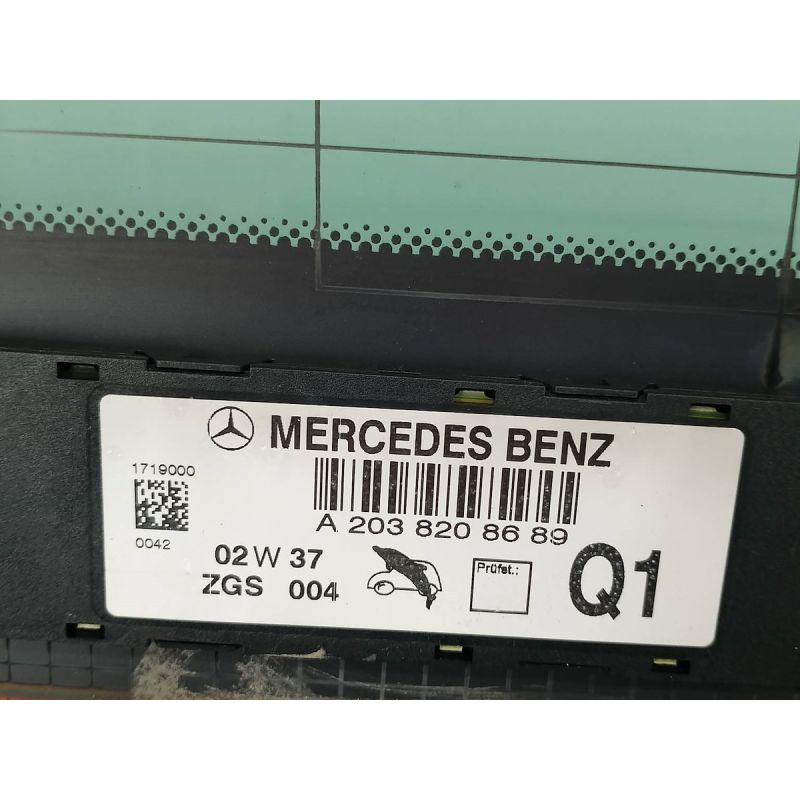 MERCEDES BENZ
1719000
A 203 820 86 89
0042
02 W 37
ZGS 004
Prüfst.:
Q1